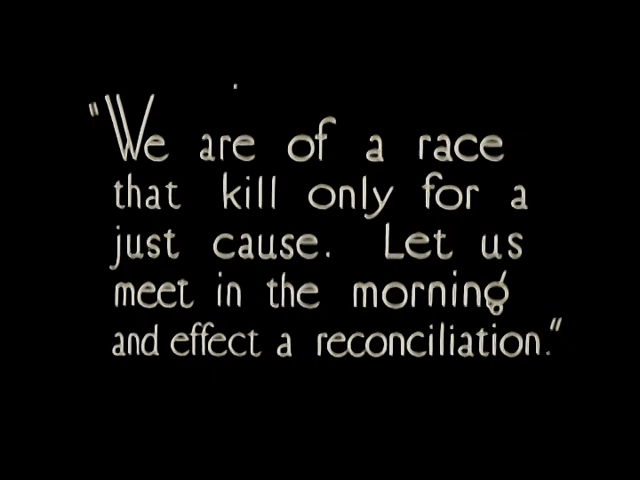 "We are of a race
that kill only for a
just cause. Let us
meet in the morning
and effect a reconciliation."